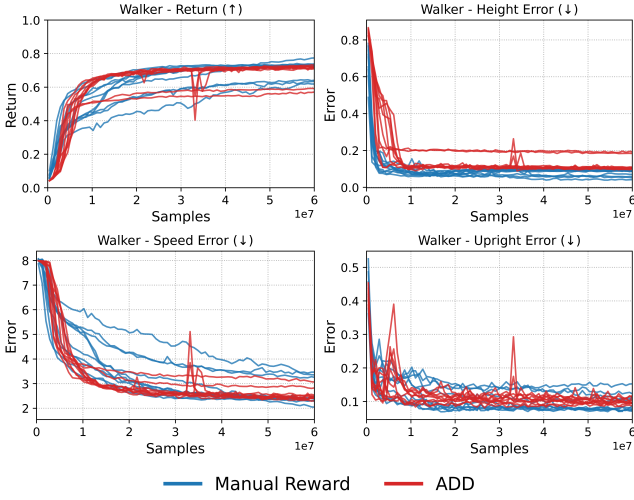 Walker - Return (↑)
1.0
0.8
0.6
0.4
0.2
0.0
Return
0 1 2 3 4 5 6
Samples 1e7
Walker - Height Error (↓)
0.8
0.6
0.4
0.2
0.0
Error
0 1 2 3 4 5 6
Samples 1e7
Walker - Speed Error (↓)
8
7
6
5
4
3
2
Error
0 1 2 3 4 5 6
Samples 1e7
Walker - Upright Error (↓)
0.5
0.4
0.3
0.2
0.1
Error
0 1 2 3 4 5 6
Samples 1e7
Manual Reward ADD